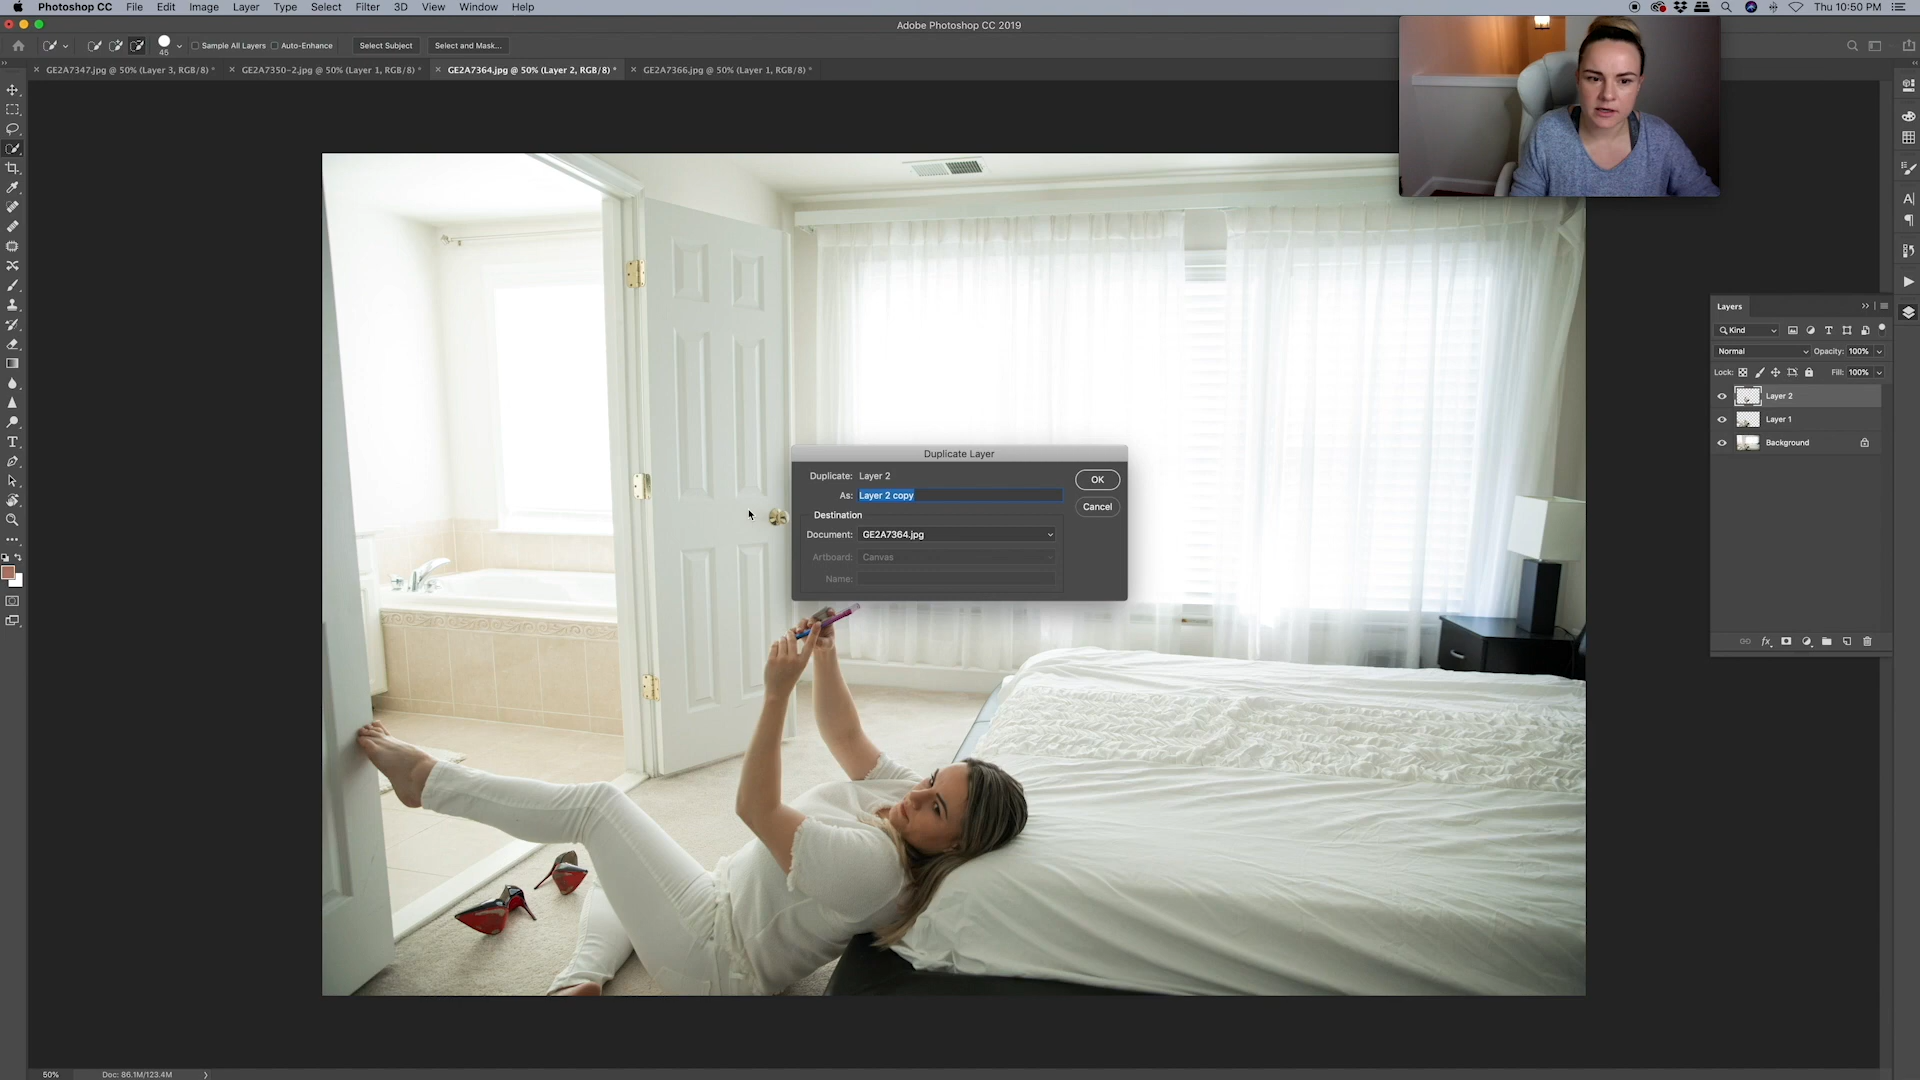 Photoshop CC File Edit Image Layer Type Select Filter 3D View Window Help Thu 10:50 PM
Adobe Photoshop CC 2019
45 Sample All Layers Auto-Enhance Select Subject Select and Mask...
GE2A7347.jpg @ 50% (Layer 3, RGB/8) * GE2A7350-2.jpg @ 50% (Layer 1, RGB/8) * GE2A7364.jpg @ 50% (Layer 2, RGB/8) * GE2A7366.jpg @ 50% (Layer 1, RGB/8) *
Layers
Kind
Normal Opacity: 100%
Lock: Fill: 100%
Layer 2
Layer 1
Background
Duplicate Layer
Duplicate: Layer 2
As: Layer 2 copy
OK
Cancel
Destination
Document: GE2A7364.jpg
Artboard: Canvas
Name:
50% Doc: 86.1M/123.4M